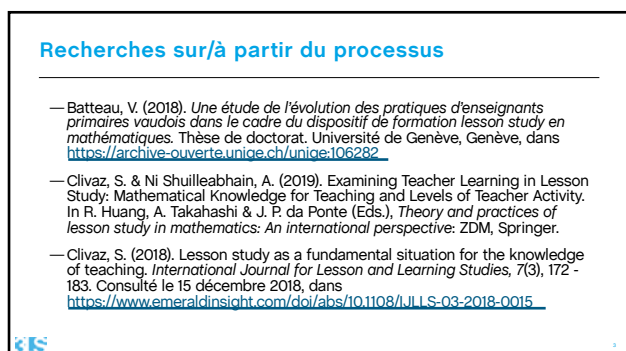 Recherches sur/à partir du processus
— Batteau, V. (2018). Une étude de l'évolution des pratiques d'enseignants
primaires vaudois dans le cadre du dispositif de formation lesson study en
mathématiques. Thèse de doctorat. Université de Genève, Genève, dans
https://archive-ouverte.unige.ch/unige:106282
— Clivaz, S. & Ni Shuilleabhain, A. (2019). Examining Teacher Learning in Lesson
Study: Mathematical Knowledge for Teaching and Levels of Teacher Activity.
In R. Huang, A. Takahashi & J. P. da Ponte (Eds.), Theory and practices of
lesson study in mathematics: An international perspective: ZDM, Springer.
— Clivaz, S. (2018). Lesson study as a fundamental situation for the knowledge
of teaching. International Journal for Lesson and Learning Studies, 7(3), 172 -
183. Consulté le 15 décembre 2018, dans
https://www.emeraldinsight.com/doi/abs/10.1108/IJLLS-03-2018-0015